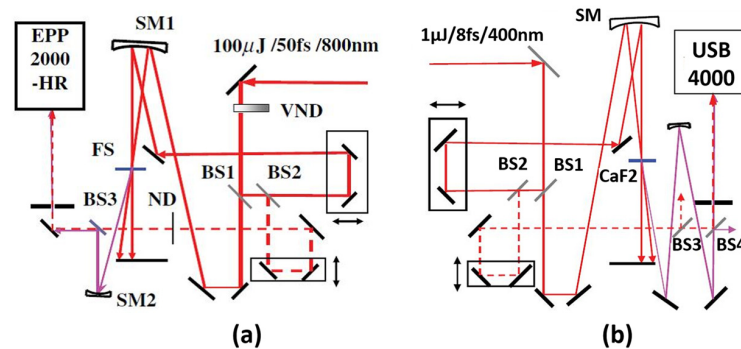 EPP
2000
-HR
SM1
100μJ /50fs /800nm
VND
FS
BS1
BS2
BS3
ND
SM2
(a)
1μJ/8fs/400nm
SM
USB
4000
BS2
BS1
CaF2
BS3
BS4
(b)